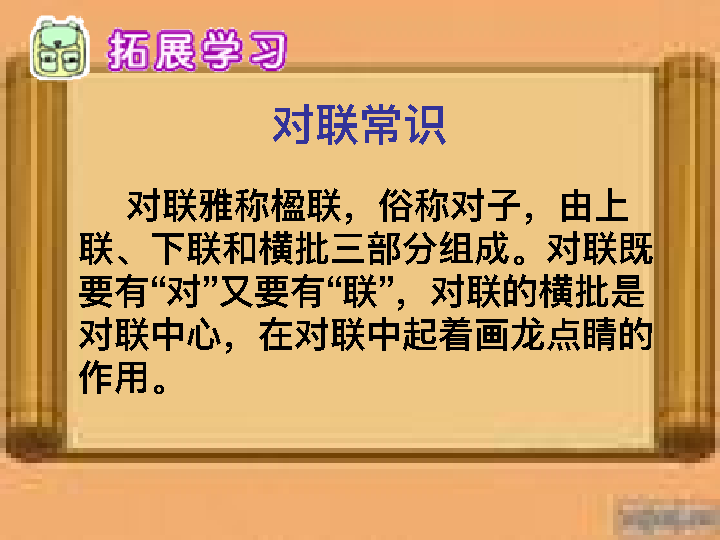 拓展学习
对联常识
对联雅称楹联，俗称对子，由上
联、下联和横批三部分组成。对联既
要有“对”又要有“联”，对联的横批是
对联中心，在对联中起着画龙点睛的
作用。